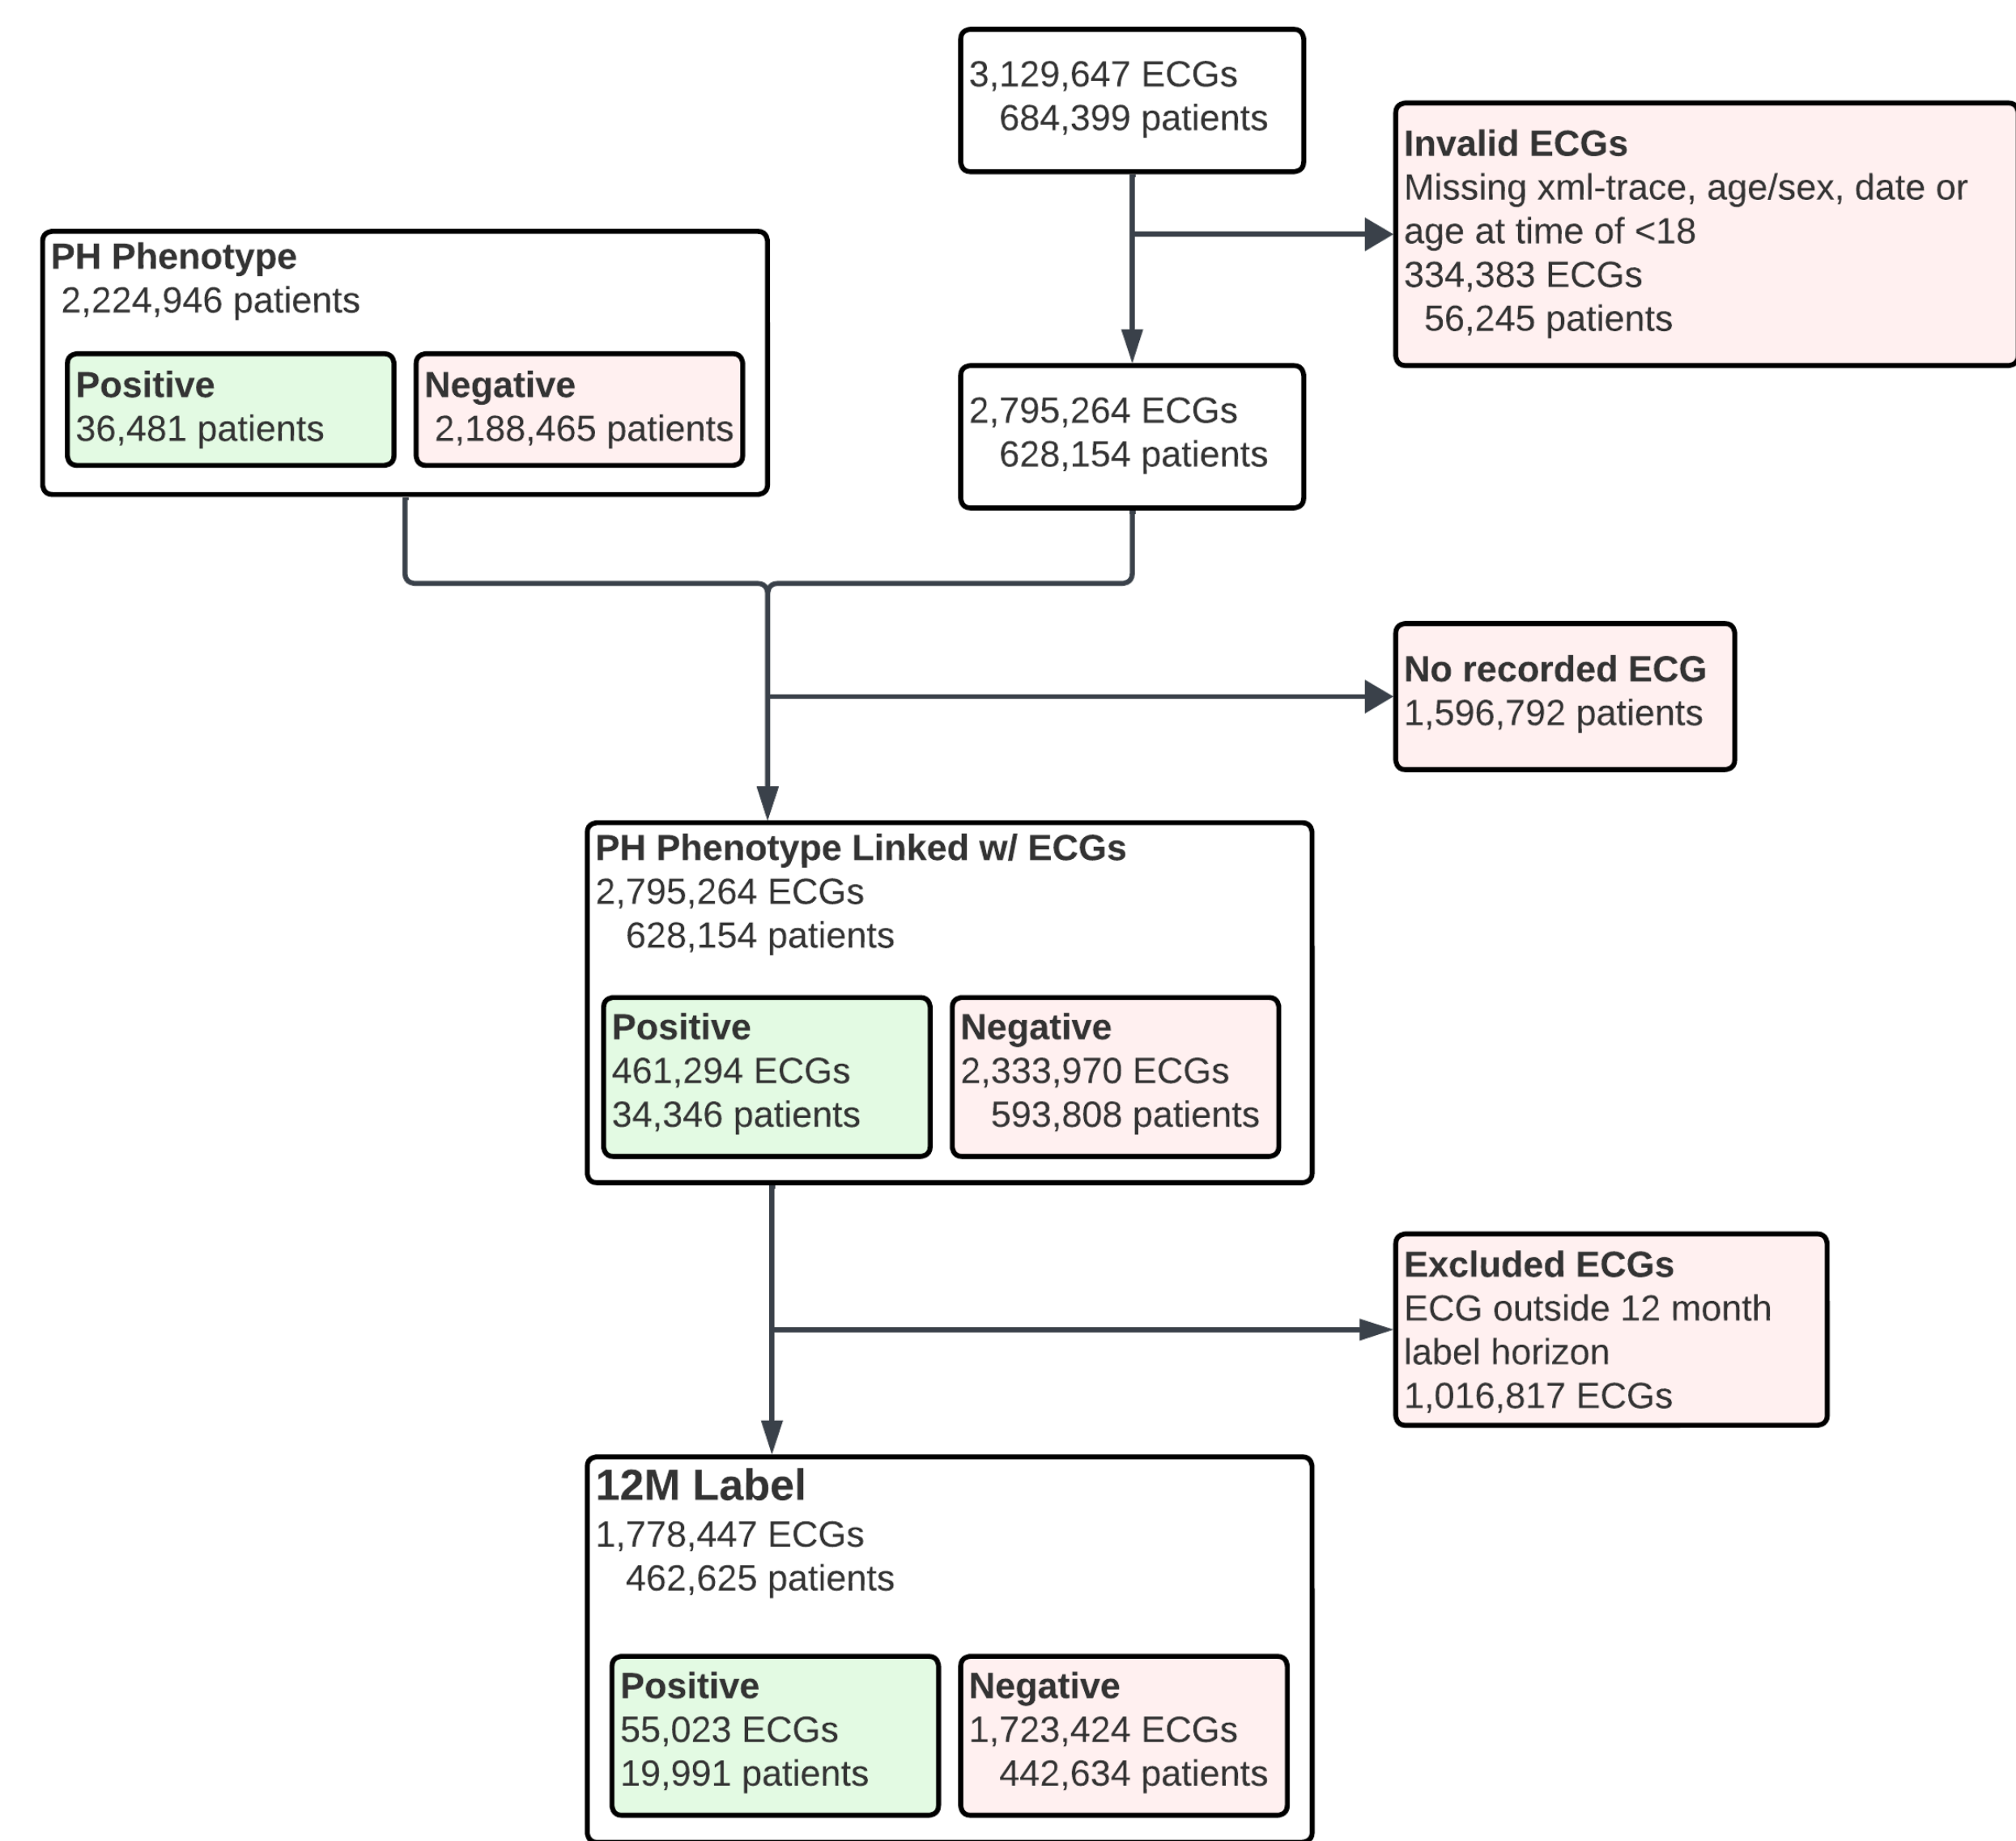 3,129,647 ECGs
684,399 patients
Invalid ECGs
Missing xml-trace, age/sex, date or
age at time of <18
334,383 ECGs
56,245 patients
PH Phenotype
2,224,946 patients
Positive
36,481 patients
Negative
2,188,465 patients
2,795,264 ECGs
628,154 patients
No recorded ECG
1,596,792 patients
PH Phenotype Linked w/ ECGs
2,795,264 ECGs
628,154 patients
Positive
461,294 ECGs
34,346 patients
Negative
2,333,970 ECGs
593,808 patients
Excluded ECGs
ECG outside 12 month
label horizon
1,016,817 ECGs
12M Label
1,778,447 ECGs
462,625 patients
Positive
55,023 ECGs
19,991 patients
Negative
1,723,424 ECGs
442,634 patients